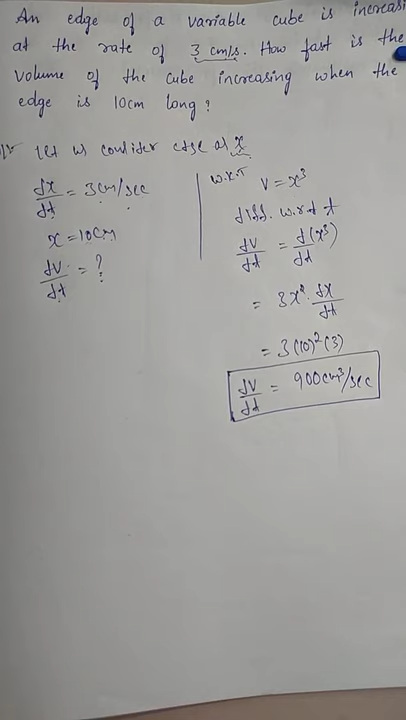 An edge of a variable cube is increasi
at the rate of 3 cm/s. How fast is the
volume of the cube increasing when the
edge is 10cm long?
Let us consider edge as x
dx/dt = 3cm/sec
x = 10cm
dV/dt = ?
W.K.T V = x³
diff. w.r.to t
dV/dt = d(x³)/dt
= 3x² · dx/dt
= 3(10)²(3)
dV/dt = 900cm³/sec